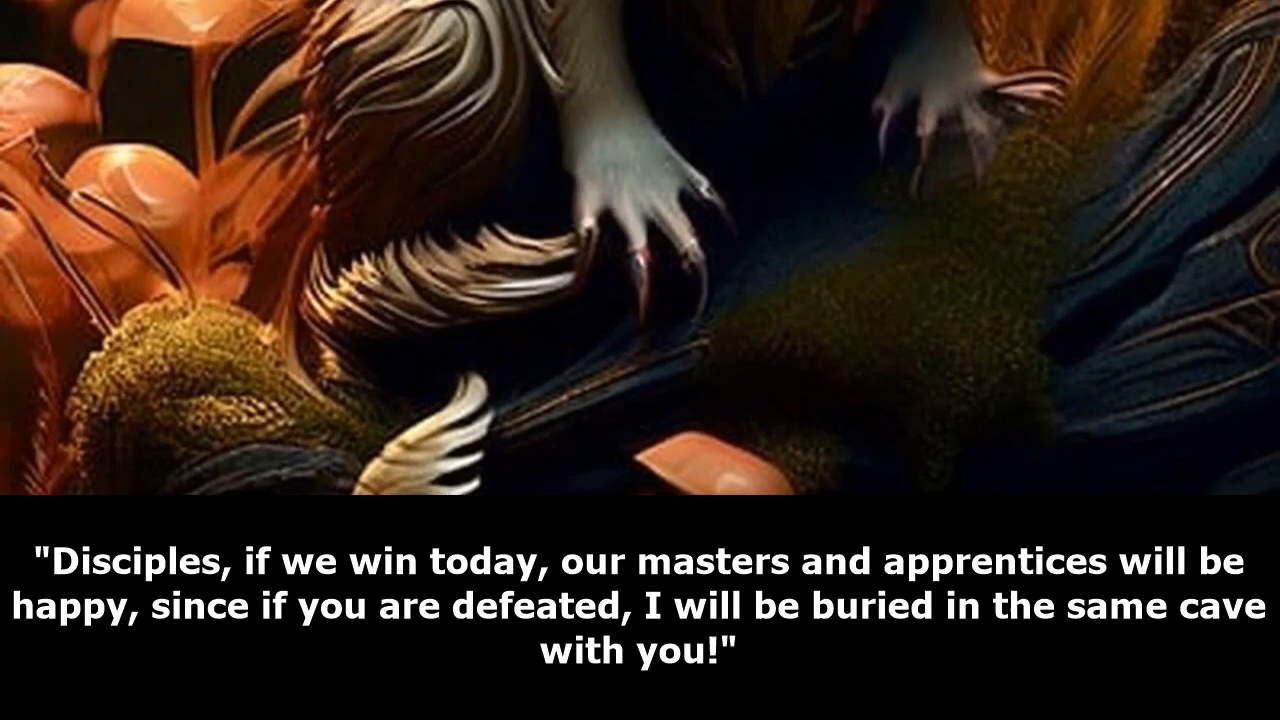 "Disciples, if we win today, our masters and apprentices will be
happy, since if you are defeated, I will be buried in the same cave
with you!"